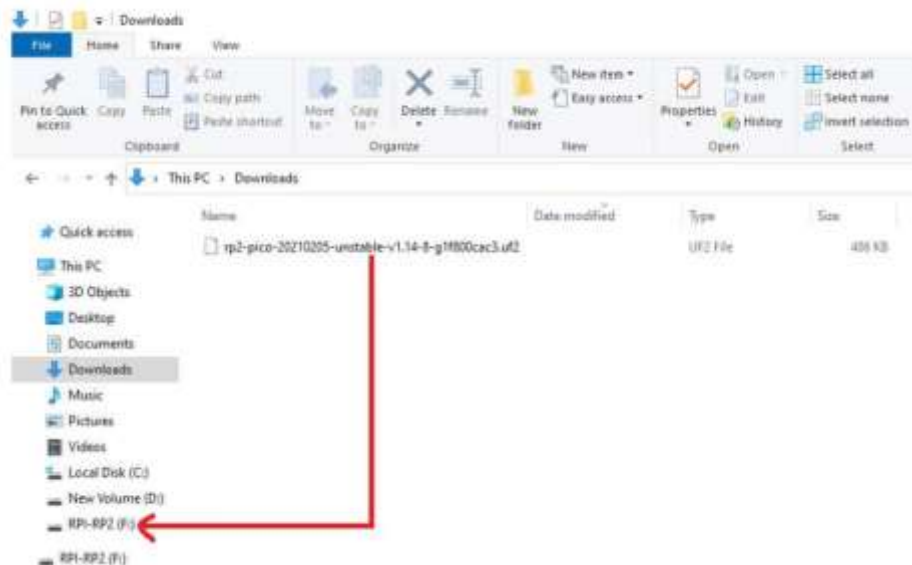 Downloads
File Home Share View
Pin to Quick access
Copy
Paste
Cut
Copy path
Paste shortcut
Clipboard
Move to
Copy to
Delete
Rename
Organize
New folder
New item
Easy access
New
Properties
Open
Edit
History
Open
Select all
Select none
Invert selection
Select
This PC › Downloads
Name Date modified Type Size
rp2-pico-20210205-unstable-v1.14-8-g1f800cac3.uf2 UF2 File KB
Quick access
This PC
3D Objects
Desktop
Documents
Downloads
Music
Pictures
Videos
Local Disk (C:)
New Volume (D:)
RPI-RP2 (F:)
RPI-RP2 (F:)